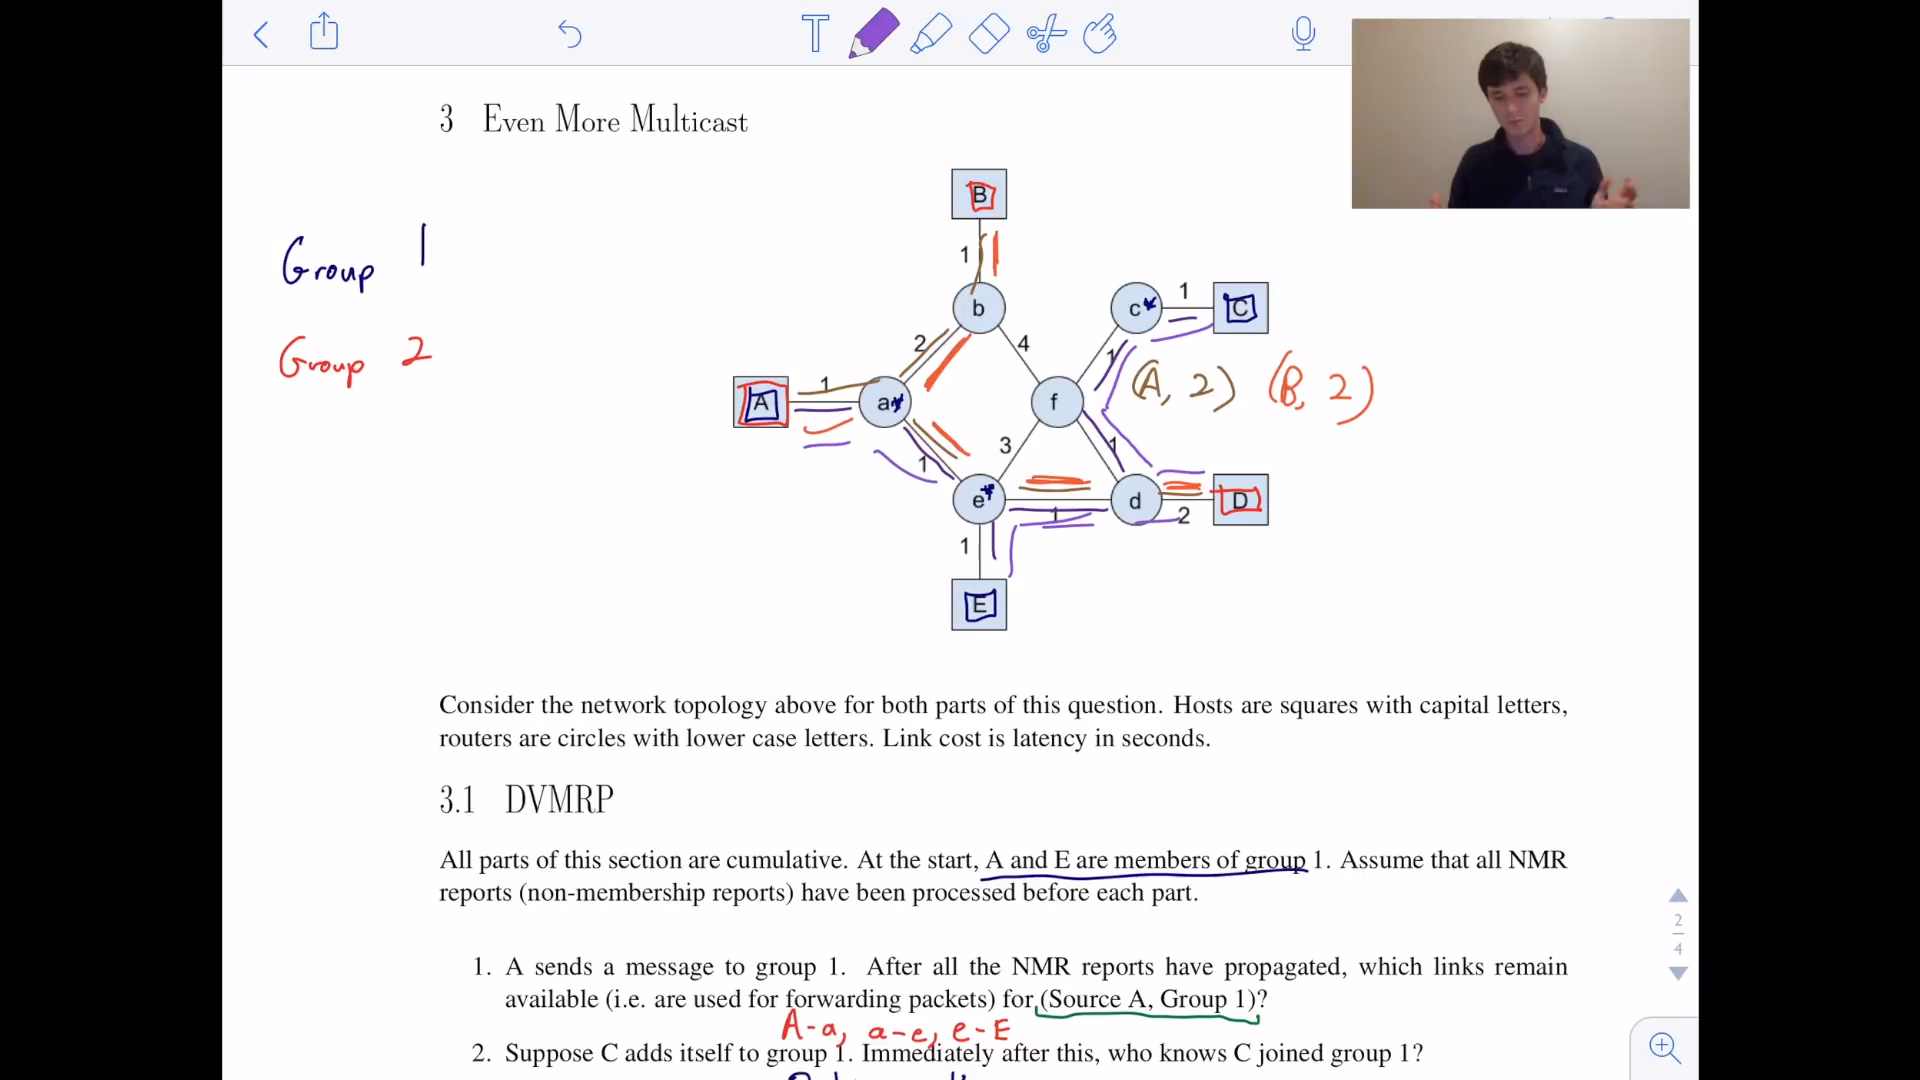 3 Even More Multicast
B
Group 1
1
b
c
1
C
Group 2
2
4
1
A
1
a
f
(A, 2) (B, 2)
3
1
1
e
d
D
1
2
1
E
Consider the network topology above for both parts of this question. Hosts are squares with capital letters,
routers are circles with lower case letters. Link cost is latency in seconds.
3.1 DVMRP
All parts of this section are cumulative. At the start, A and E are members of group 1. Assume that all NMR
reports (non-membership reports) have been processed before each part.
2
4
1. A sends a message to group 1. After all the NMR reports have propagated, which links remain
available (i.e. are used for forwarding packets) for (Source A, Group 1)?
A-a, a-e, e-E
2. Suppose C adds itself to group 1. Immediately after this, who knows C joined group 1?